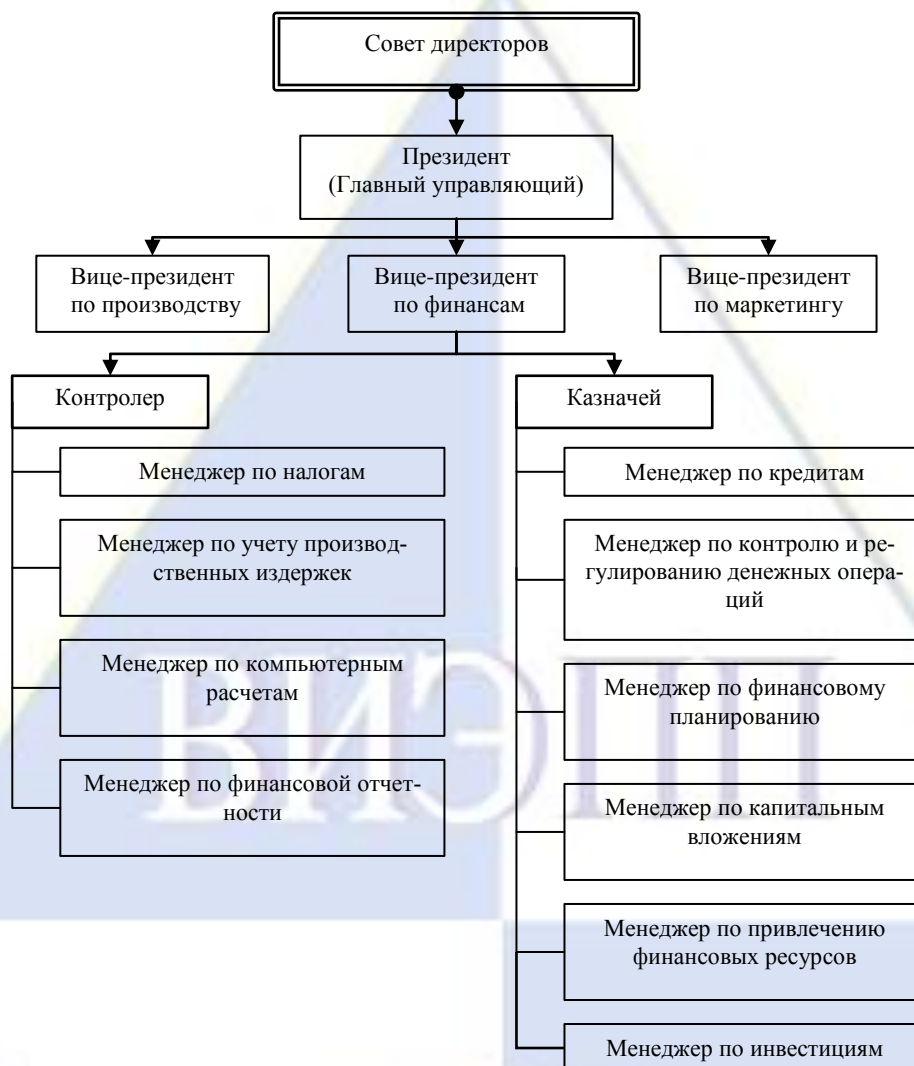 Совет директоров
Президент
(Главный управляющий)
Вице-президент
по производству
Вице-президент
по финансам
Вице-президент
по маркетингу
Контролер
Казначей
Менеджер по налогам
Менеджер по учету производ-
ственных издержек
Менеджер по компьютерным
расчетам
Менеджер по финансовой отчет-
ности
Менеджер по кредитам
Менеджер по контролю и ре-
гулированию денежных опера-
ций
Менеджер по финансовому
планированию
Менеджер по капитальным
вложениям
Менеджер по привлечению
финансовых ресурсов
Менеджер по инвестициям
ВИЭПП